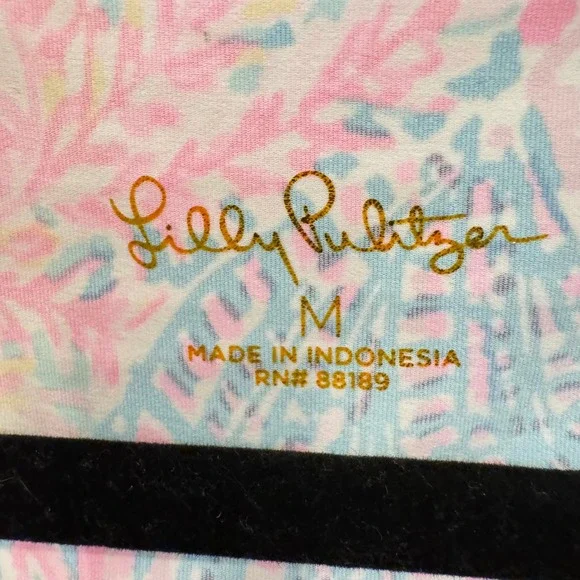 Lilly Pulitzer
M
MADE IN INDONESIA
RN# 88189